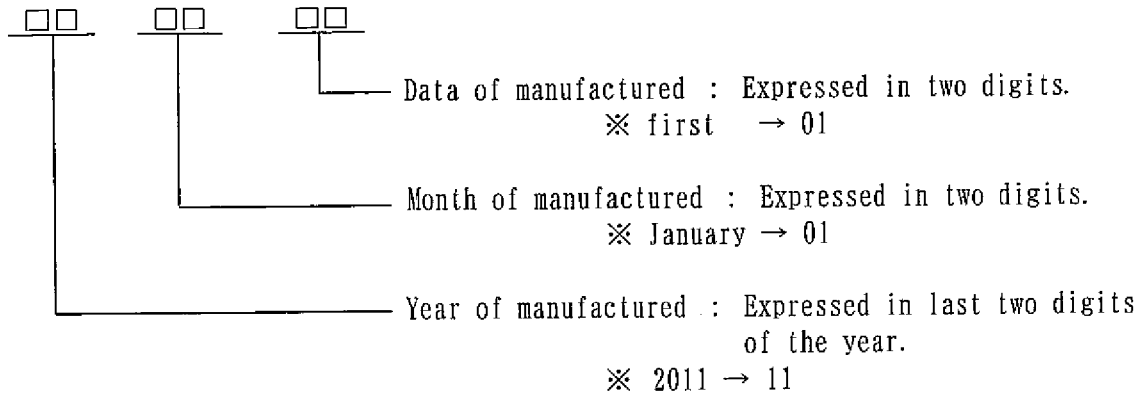 □□ □□ □□
Data of manufactured : Expressed in two digits.
※ first → 01
Month of manufactured : Expressed in two digits.
※ January → 01
Year of manufactured : Expressed in last two digits
of the year.
※ 2011 → 11